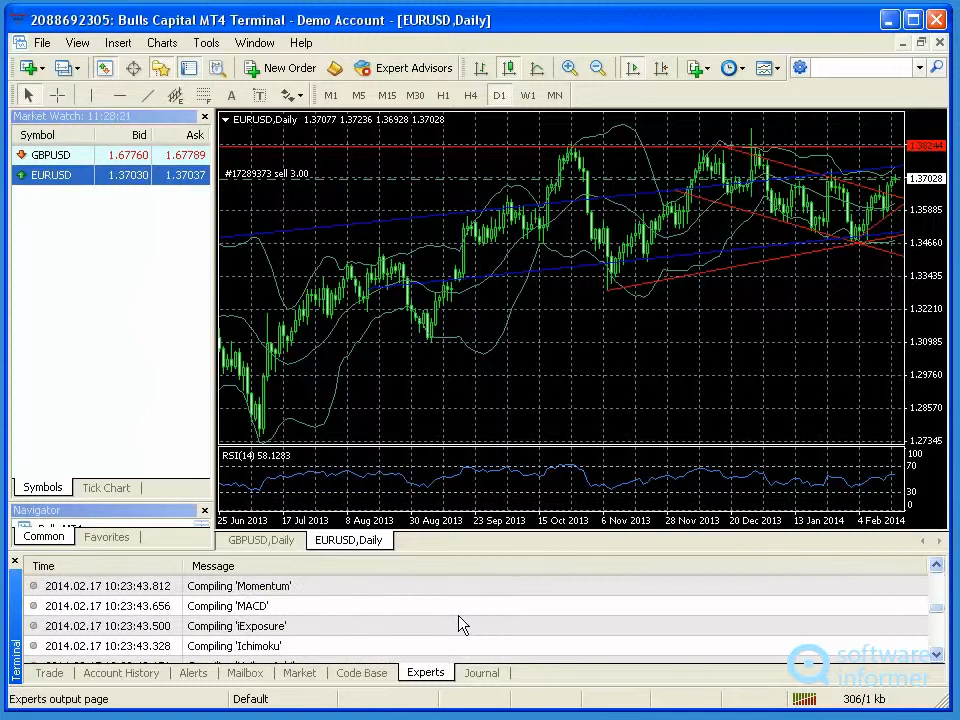 2088692305: Bulls Capital MT4 Terminal - Demo Account - [EURUSD,Daily]
File View Insert Charts Tools Window Help
New Order Expert Advisors
A T M1 M5 M15 M30 H1 H4 D1 W1 MN
Market Watch: 11:28:21
Symbol Bid Ask
GBPUSD 1.67760 1.67789
EURUSD 1.37030 1.37037
Symbols Tick Chart
Navigator
Common Favorites
EURUSD,Daily 1.37077 1.37236 1.36928 1.37028
#17289373 sell 3.00
1.38244
1.37028
1.35885
1.34660
1.33435
1.32210
1.30985
1.29760
1.28570
1.27345
RSI(14) 58.1283
100
70
30
0
25 Jun 2013 17 Jul 2013 8 Aug 2013 30 Aug 2013 23 Sep 2013 15 Oct 2013 6 Nov 2013 28 Nov 2013 20 Dec 2013 13 Jan 2014 4 Feb 2014
GBPUSD,Daily EURUSD,Daily
Time Message
2014.02.17 10:23:43.812 Compiling 'Momentum'
2014.02.17 10:23:43.656 Compiling 'MACD'
2014.02.17 10:23:43.500 Compiling 'iExposure'
2014.02.17 10:23:43.328 Compiling 'Ichimoku'
Terminal
Trade Account History Alerts Mailbox Market Code Base Experts Journal
software informer
Experts output page Default 306/1 kb